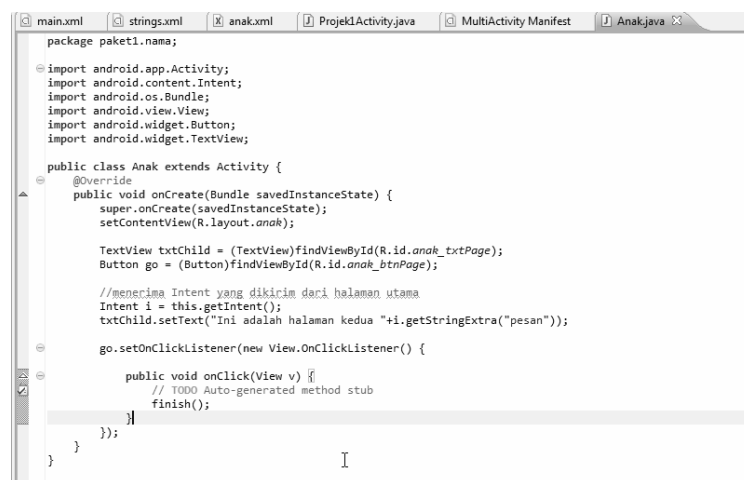 main.xml strings.xml anak.xml Projek1Activity.java MultiActivity Manifest Anak.java
package paket1.nama;
import android.app.Activity;
import android.content.Intent;
import android.os.Bundle;
import android.view.View;
import android.widget.Button;
import android.widget.TextView;
public class Anak extends Activity {
@Override
public void onCreate(Bundle savedInstanceState) {
super.onCreate(savedInstanceState);
setContentView(R.layout.anak);
TextView txtChild = (TextView)findViewById(R.id.anak_txtPage);
Button go = (Button)findViewById(R.id.anak_btnPage);
//menerima Intent yang dikirim dari halaman utama
Intent i = this.getIntent();
txtChild.setText("Ini adalah halaman kedua "+i.getStringExtra("pesan"));
go.setOnClickListener(new View.OnClickListener() {
public void onClick(View v) {
// TODO Auto-generated method stub
finish();
}
});
}
}